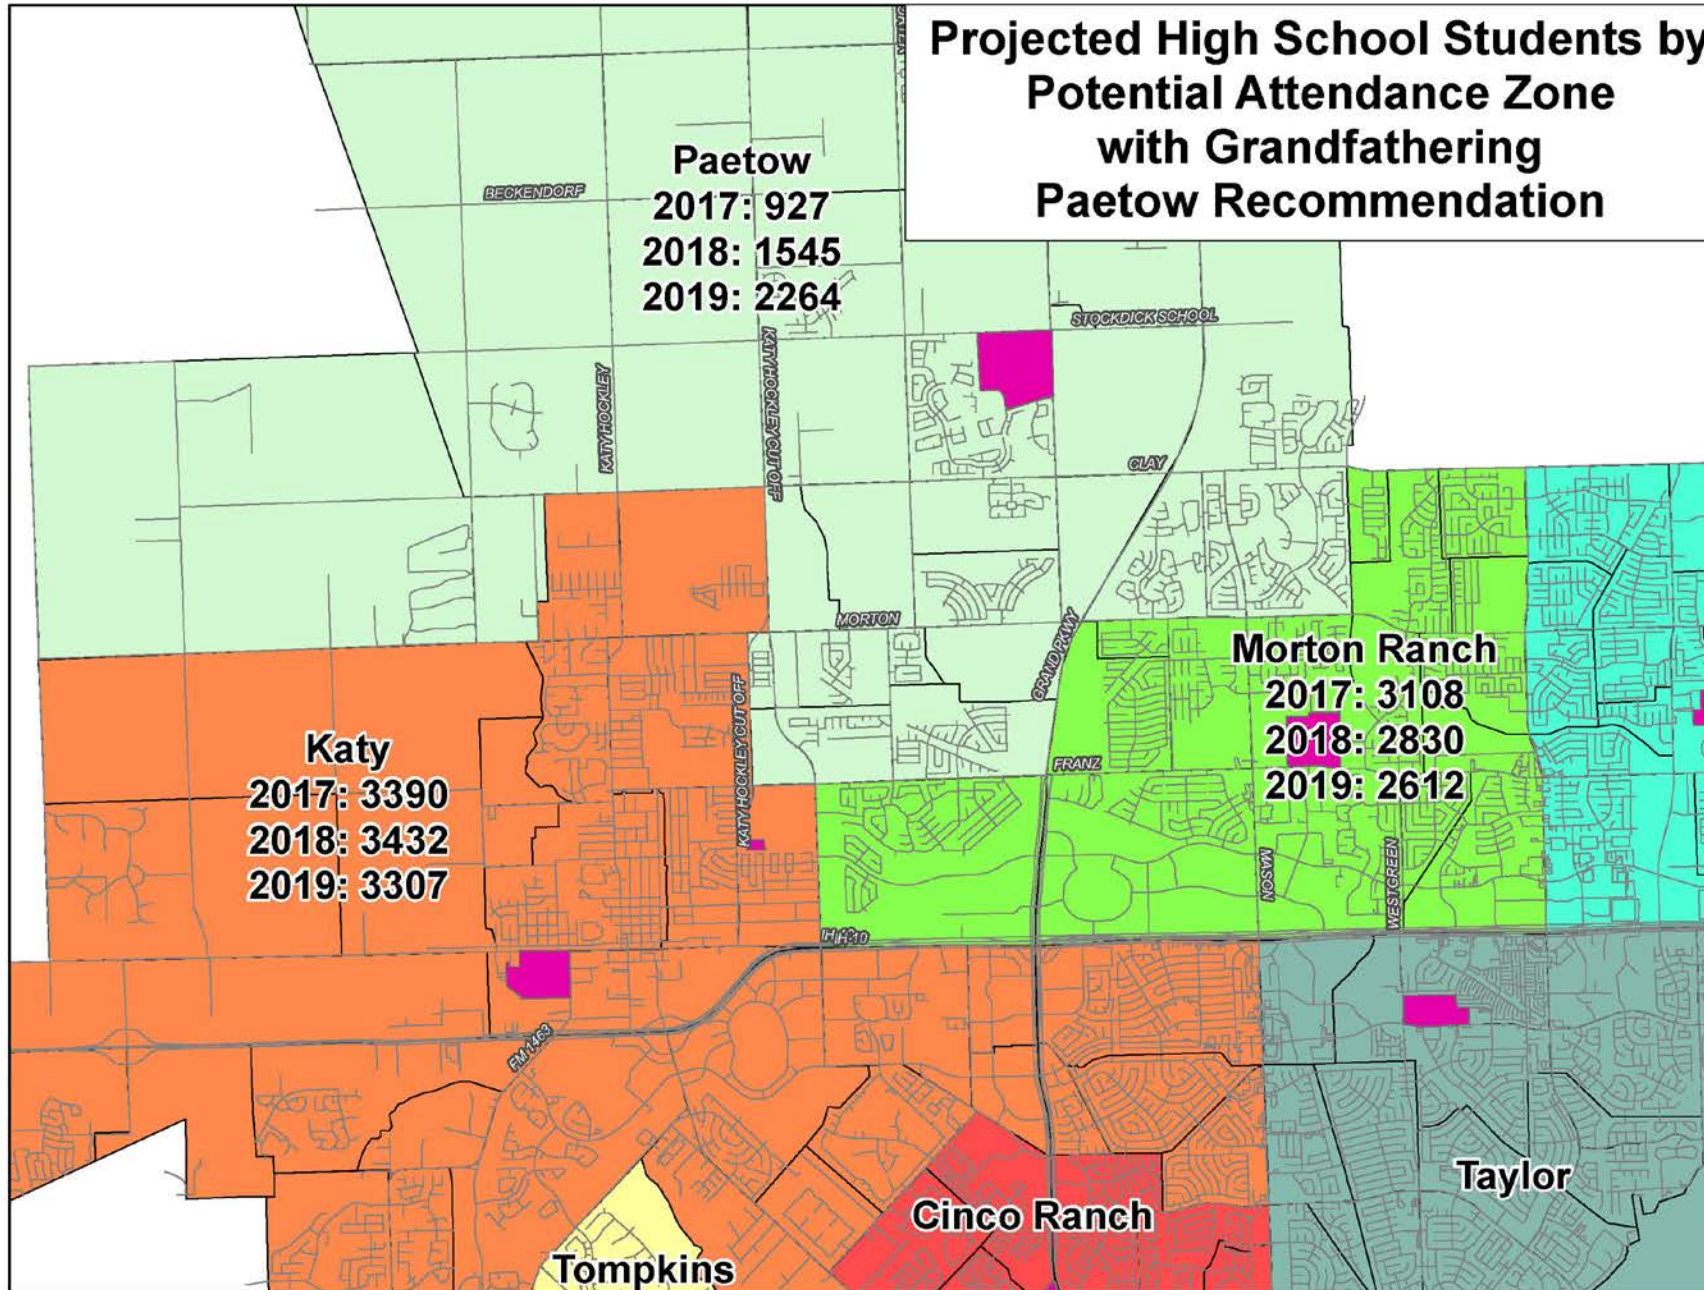 Projected High School Students by
Potential Attendance Zone
with Grandfathering
Paetow Recommendation
Paetow
2017: 927
2018: 1545
2019: 2264
BECKENDORF
STOCKDICK SCHOOL
KATY HOCKLEY
KATY HOCKLEY CUT OFF
CLAY
MORTON
GRAND PKWY
Morton Ranch
2017: 3108
2018: 2830
2019: 2612
Katy
2017: 3390
2018: 3432
2019: 3307
KATY HOCKLEY CUT OFF
FRANZ
MASON
WESTGREEN
FM 1463
Taylor
Cinco Ranch
Tompkins